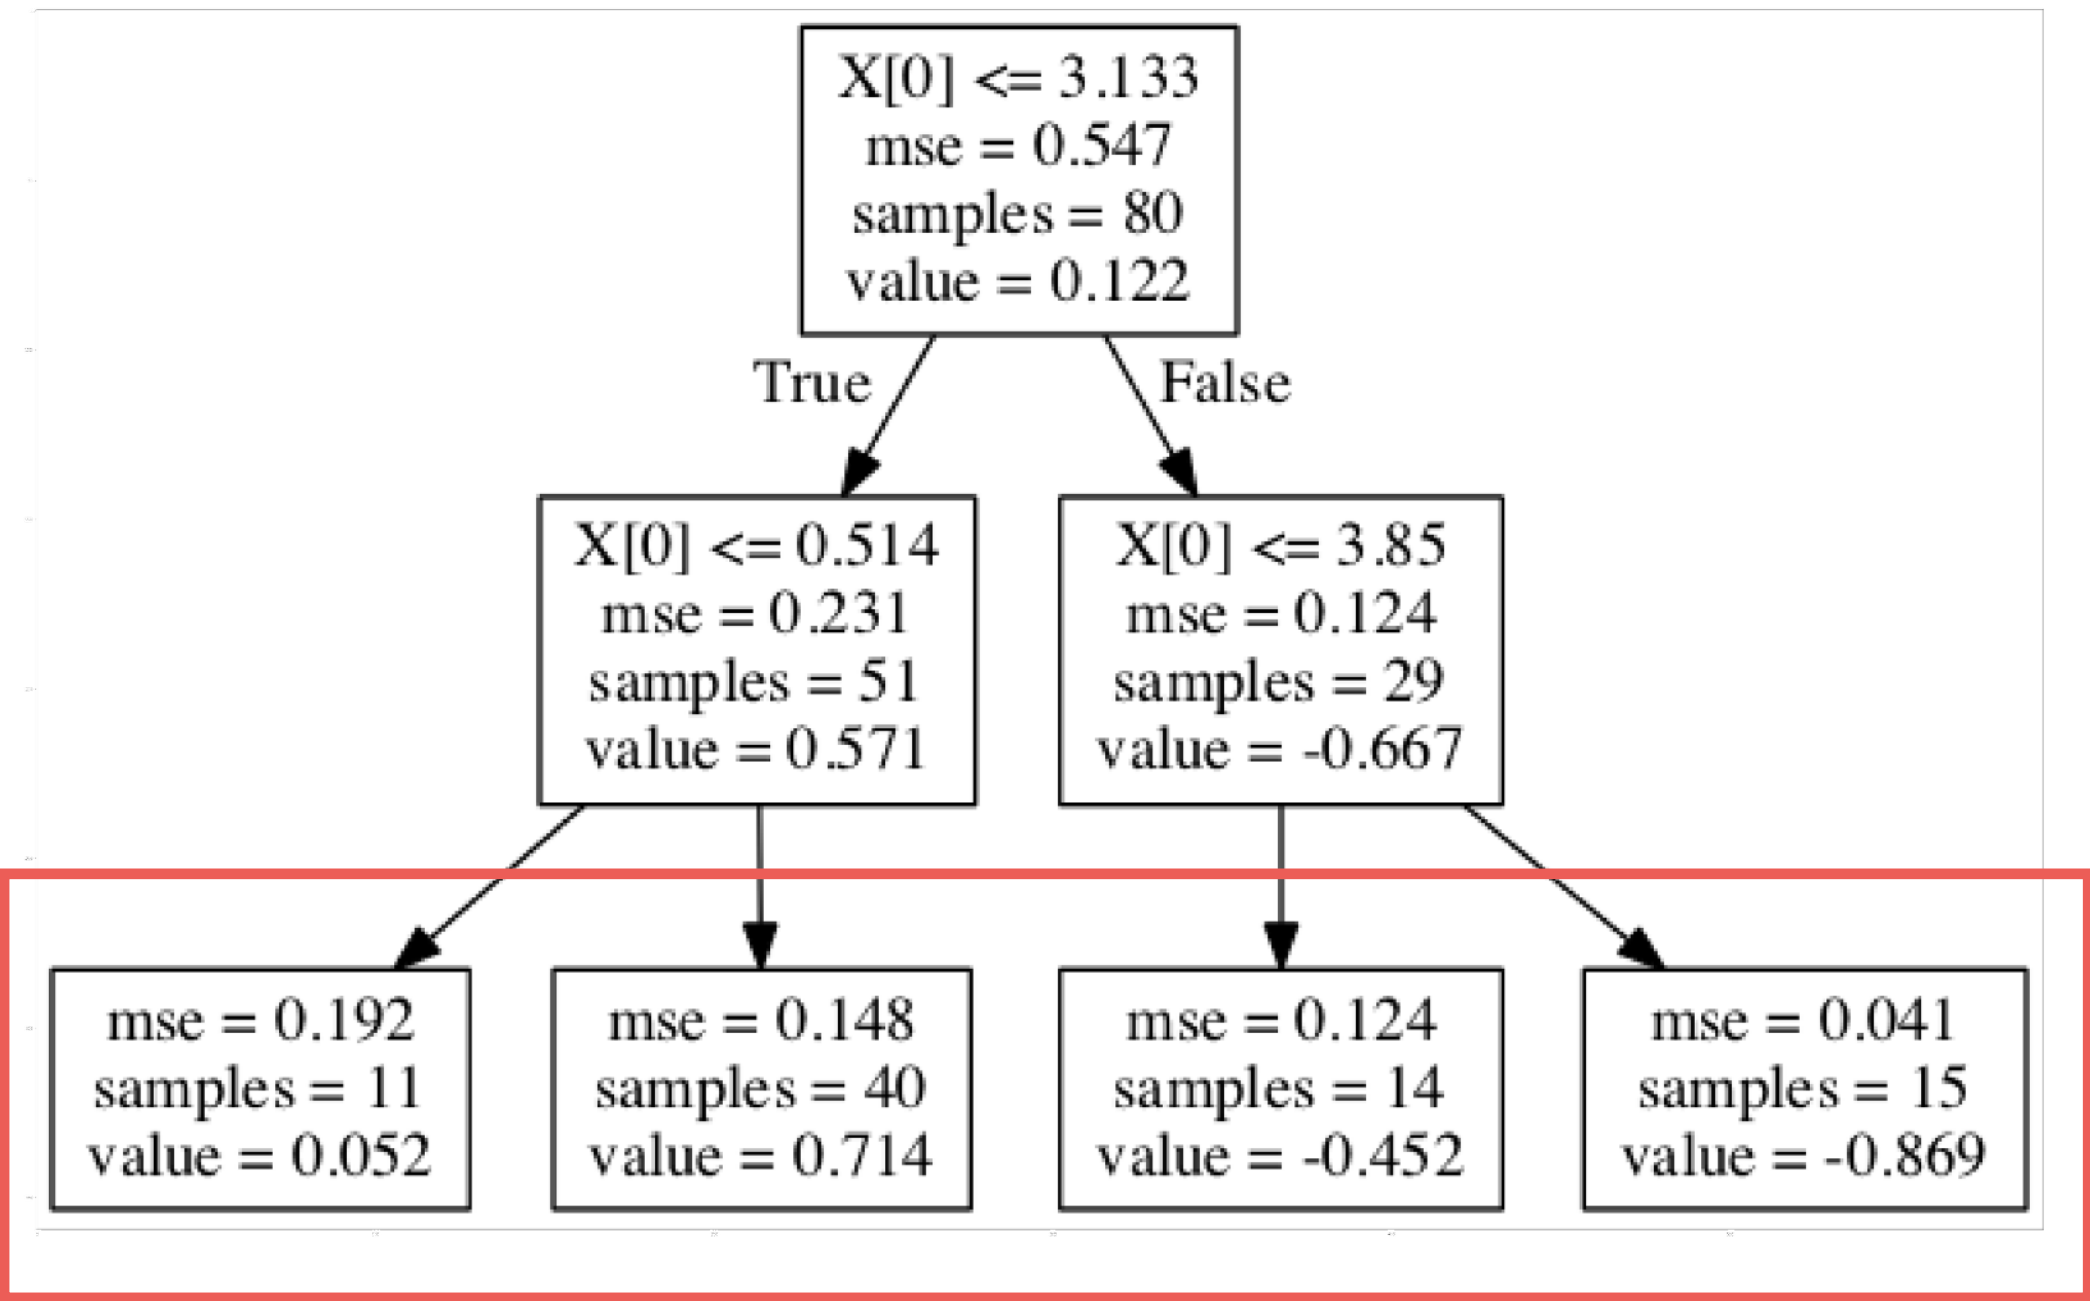 X[0] <= 3.133
mse = 0.547
samples = 80
value = 0.122
True
False
X[0] <= 0.514
mse = 0.231
samples = 51
value = 0.571
X[0] <= 3.85
mse = 0.124
samples = 29
value = -0.667
mse = 0.192
samples = 11
value = 0.052
mse = 0.148
samples = 40
value = 0.714
mse = 0.124
samples = 14
value = -0.452
mse = 0.041
samples = 15
value = -0.869